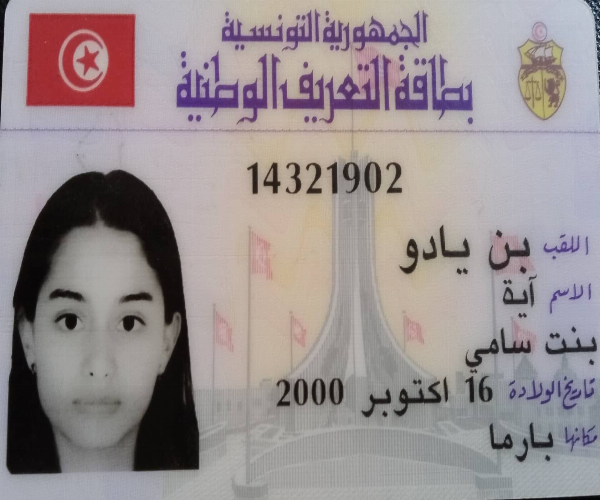 الجمهورية التونسية
بطاقة التعريف الوطنية
14321902
اللقب بن يادو
الاسم آية
بنت سامي
تاريخ الولادة 16 اكتوبر 2000
مكانها بارما